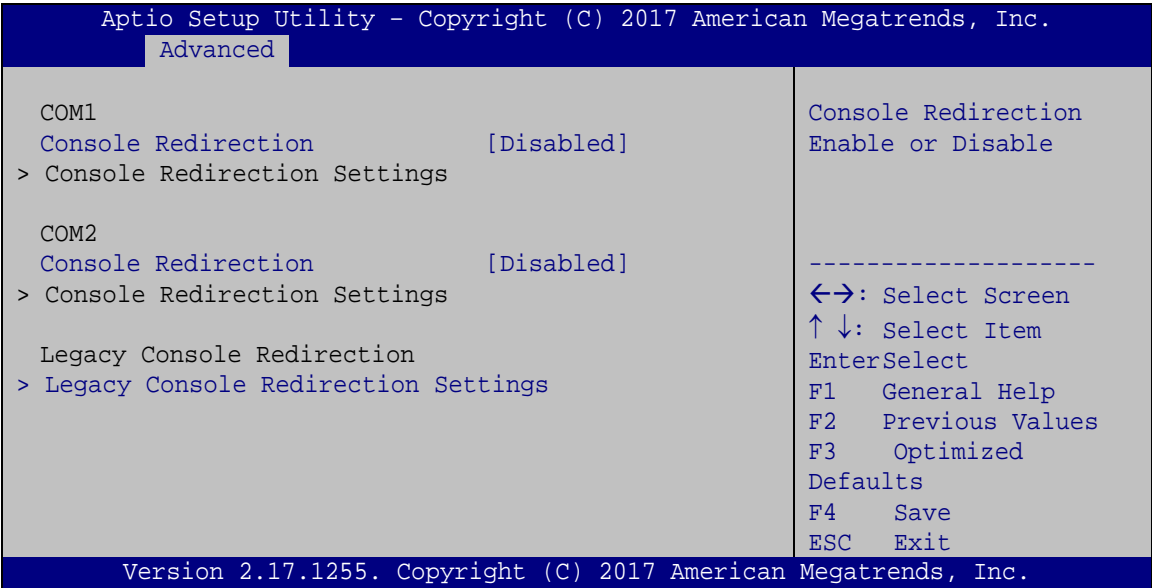 Aptio Setup Utility – Copyright (C) 2017 American Megatrends, Inc.
Advanced
COM1
Console Redirection [Disabled]
> Console Redirection Settings
COM2
Console Redirection [Disabled]
> Console Redirection Settings
Legacy Console Redirection
> Legacy Console Redirection Settings
Console Redirection
Enable or Disable
--------------------
←→: Select Screen
↑ ↓: Select Item
EnterSelect
F1 General Help
F2 Previous Values
F3 Optimized
Defaults
F4 Save
ESC Exit
Version 2.17.1255. Copyright (C) 2017 American Megatrends, Inc.